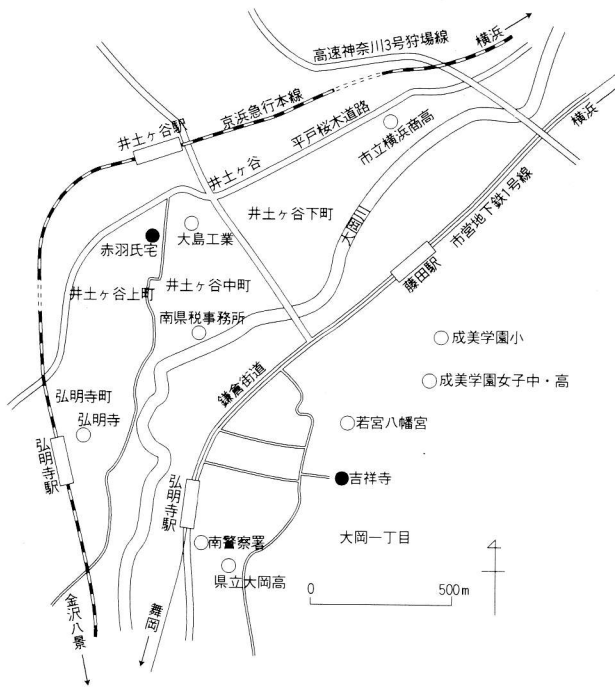 横浜
高速神奈川3号狩場線
京浜急行本線
井土ヶ谷駅
平戸桜木道路
横浜
市立横浜商高
井土ヶ谷
井土ヶ谷下町
大岡川
市営地下鉄1号線
大島工業
赤羽氏宅
藤田駅
井土ヶ谷上町
井土ヶ谷中町
南県税事務所
成美学園小
成美学園女子中・高
鎌倉街道
弘明寺町
弘明寺
若宮八幡宮
弘明寺駅
弘明寺駅
吉祥寺
南警察署
大岡一丁目
県立大岡高
0 500m
金沢八景
舞岡